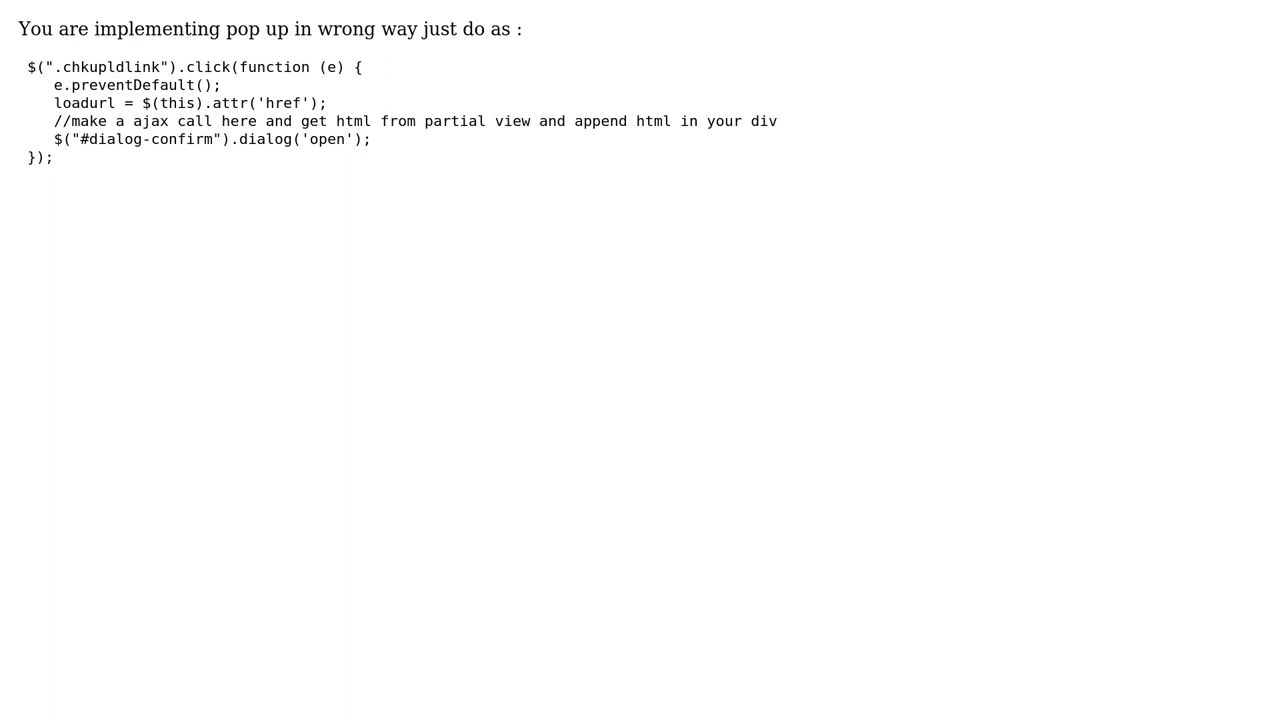 You are implementing pop up in wrong way just do as :
$(".chkupldlink").click(function (e) {
   e.preventDefault();
   loadurl = $(this).attr('href');
   //make a ajax call here and get html from partial view and append html in your div
   $("#dialog-confirm").dialog('open');
});